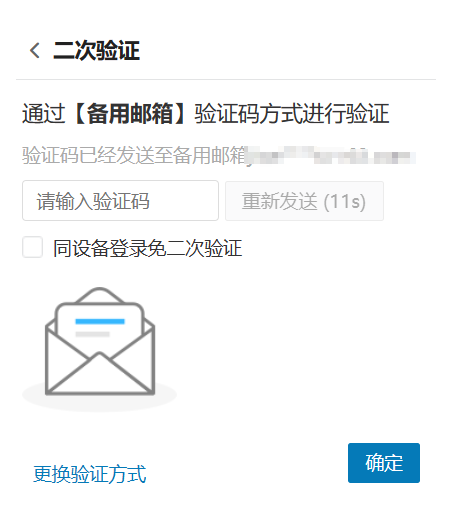 二次验证
通过【备用邮箱】验证码方式进行验证
验证码已经发送至备用邮箱
请输入验证码
重新发送 (11s)
同设备登录免二次验证
更换验证方式
确定